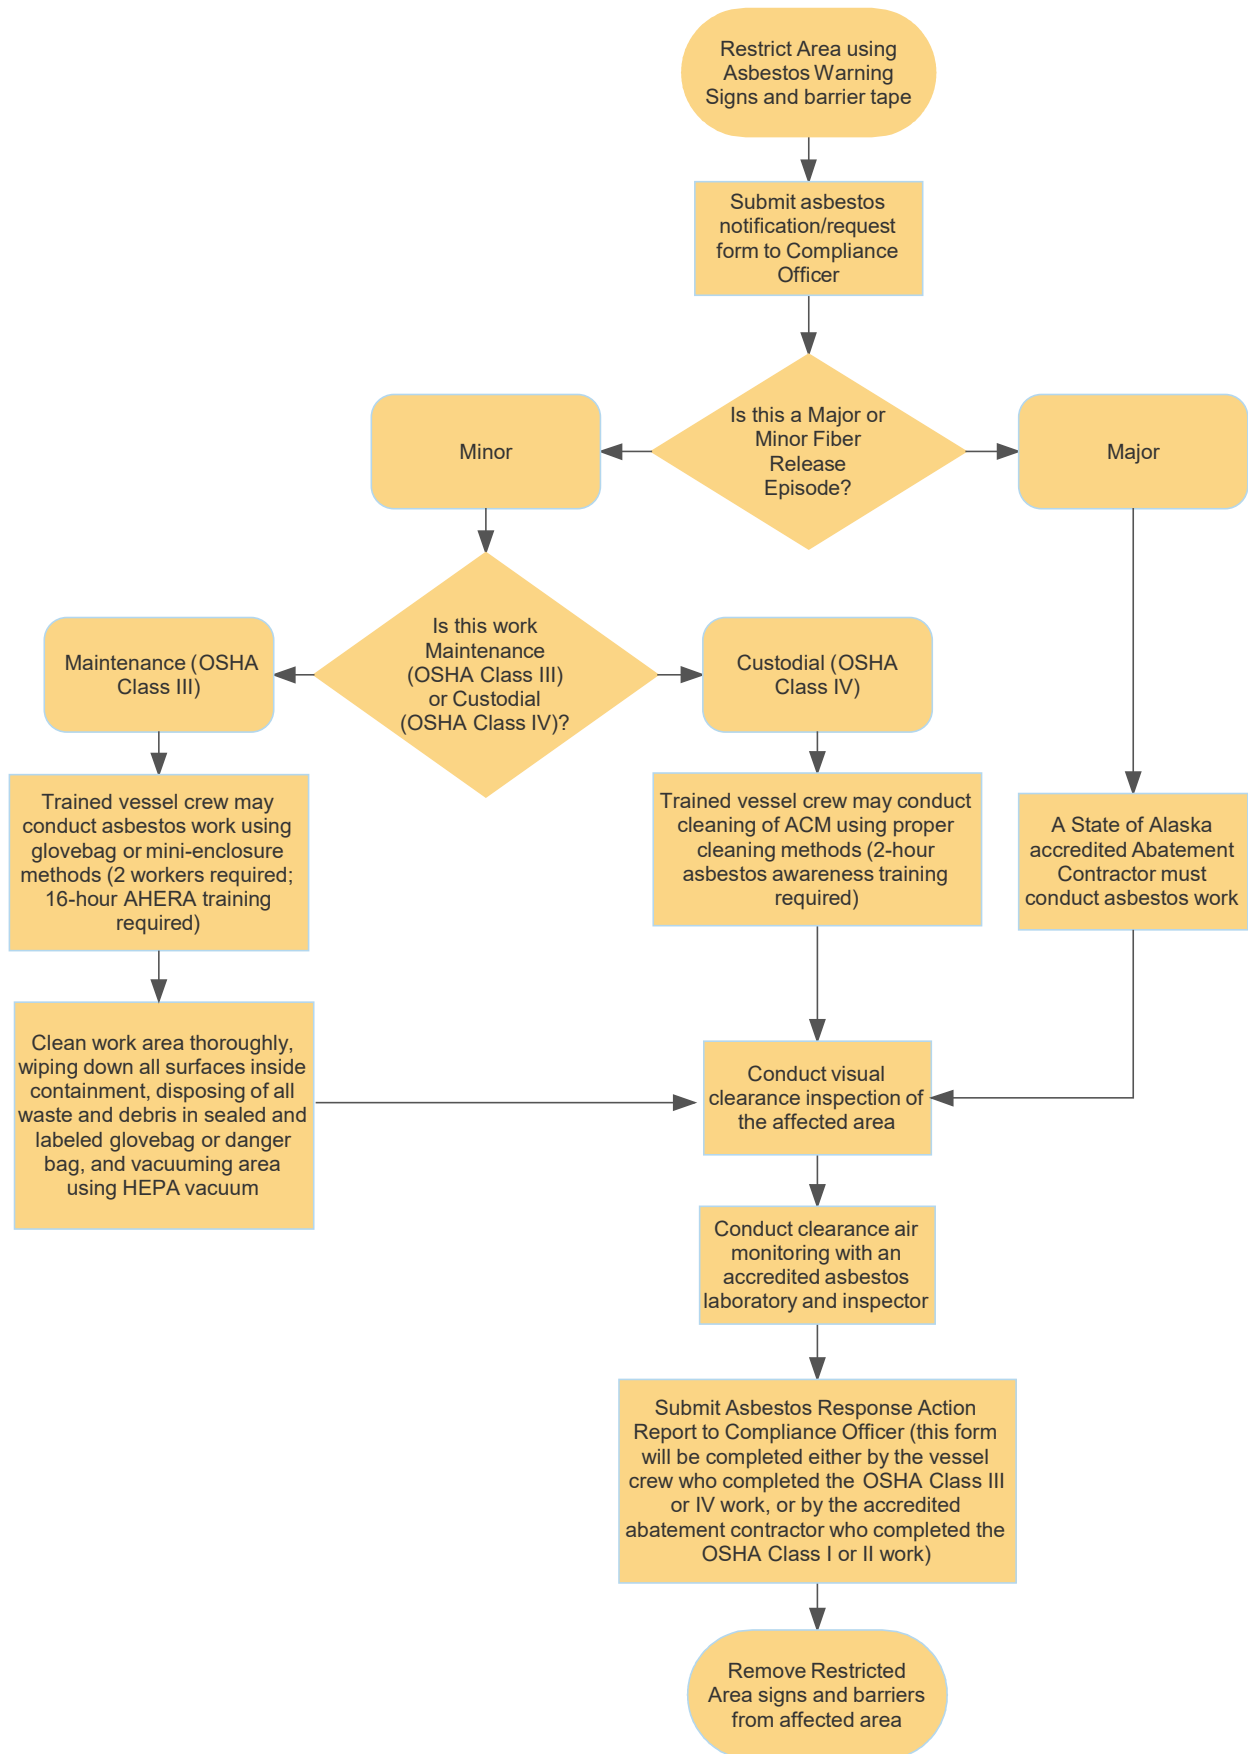 Restrict Area using
Asbestos Warning
Signs and barrier tape
Submit asbestos
notification/request
form to Compliance
Officer
Is this a Major or
Minor Fiber
Release
Episode?
Minor
Major
Is this work
Maintenance
(OSHA Class III)
or Custodial
(OSHA Class IV)?
Maintenance (OSHA
Class III)
Custodial (OSHA
Class IV)
Trained vessel crew may
conduct asbestos work using
glovebag or mini-enclosure
methods (2 workers required;
16-hour AHERA training
required)
Trained vessel crew may conduct
cleaning of ACM using proper
cleaning methods (2-hour
asbestos awareness training
required)
A State of Alaska
accredited Abatement
Contractor must
conduct asbestos work
Clean work area thoroughly,
wiping down all surfaces inside
containment, disposing of all
waste and debris in sealed and
labeled glovebag or danger
bag, and vacuuming area
using HEPA vacuum
Conduct visual
clearance inspection of
the affected area
Conduct clearance air
monitoring with an
accredited asbestos
laboratory and inspector
Submit Asbestos Response Action
Report to Compliance Officer (this form
will be completed either by the vessel
crew who completed the OSHA Class III
or IV work, or by the accredited
abatement contractor who completed the
OSHA Class I or II work)
Remove Restricted
Area signs and barriers
from affected area